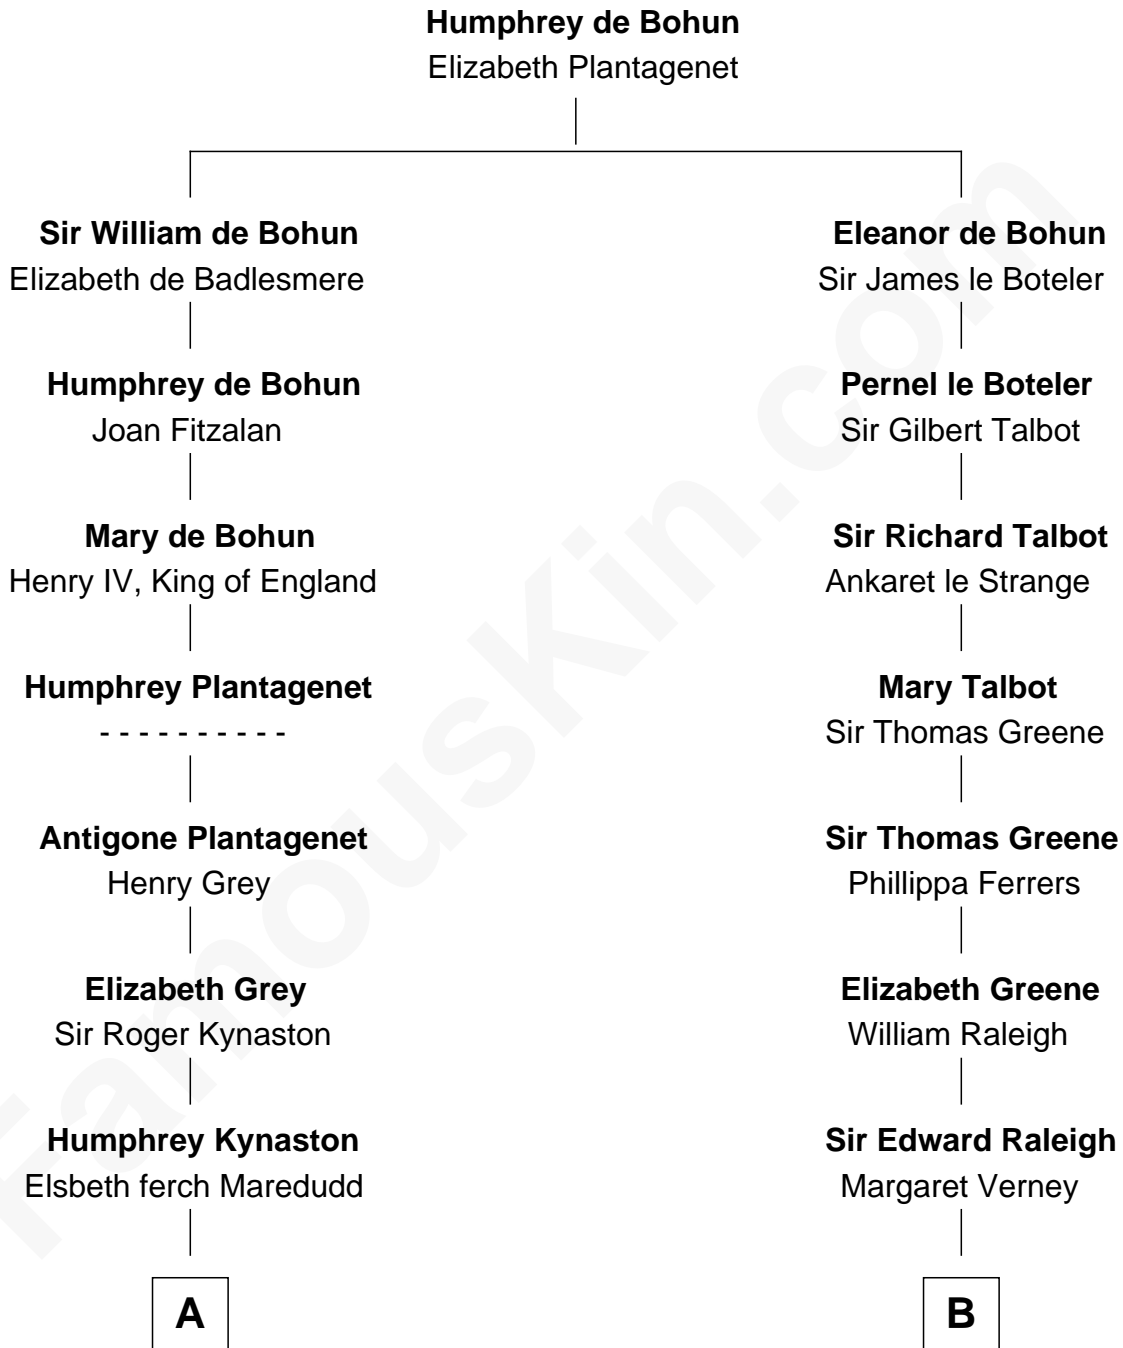 Humphrey de Bohun
Elizabeth Plantagenet
Sir William de Bohun
Elizabeth de Badlesmere
Eleanor de Bohun
Sir James le Boteler
Humphrey de Bohun
Joan Fitzalan
Pernel le Boteler
Sir Gilbert Talbot
Mary de Bohun
Henry IV, King of England
Sir Richard Talbot
Ankaret le Strange
Humphrey Plantagenet
- - - - - - - - - -
Mary Talbot
Sir Thomas Greene
Antigone Plantagenet
Henry Grey
Sir Thomas Greene
Phillippa Ferrers
Elizabeth Grey
Sir Roger Kynaston
Elizabeth Greene
William Raleigh
Humphrey Kynaston
Elsbeth ferch Maredudd
Sir Edward Raleigh
Margaret Verney
A
B
FamousKin.com